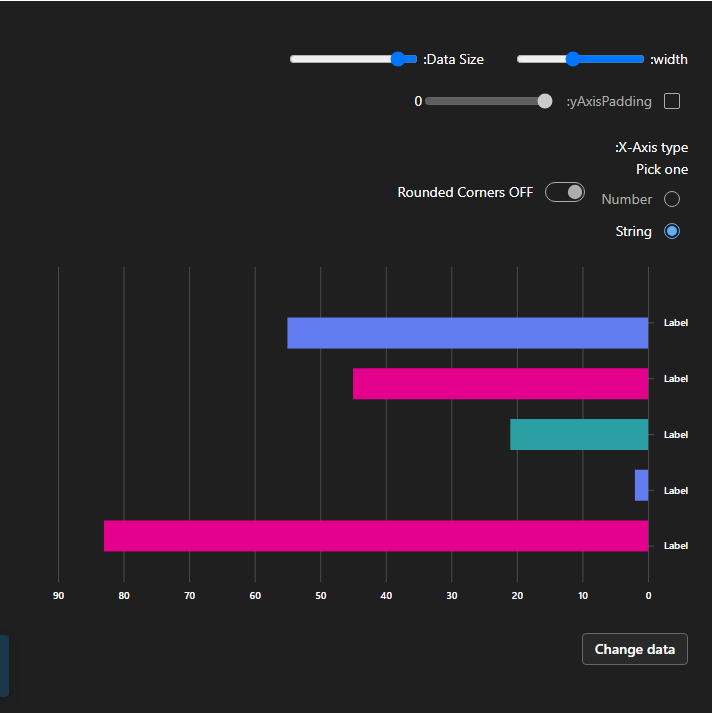 :width
:Data Size
:yAxisPadding
0
:X-Axis type
Pick one
Number
Rounded Corners OFF
String
Label
Label
Label
Label
Label
90 80 70 60 50 40 30 20 10 0
Change data